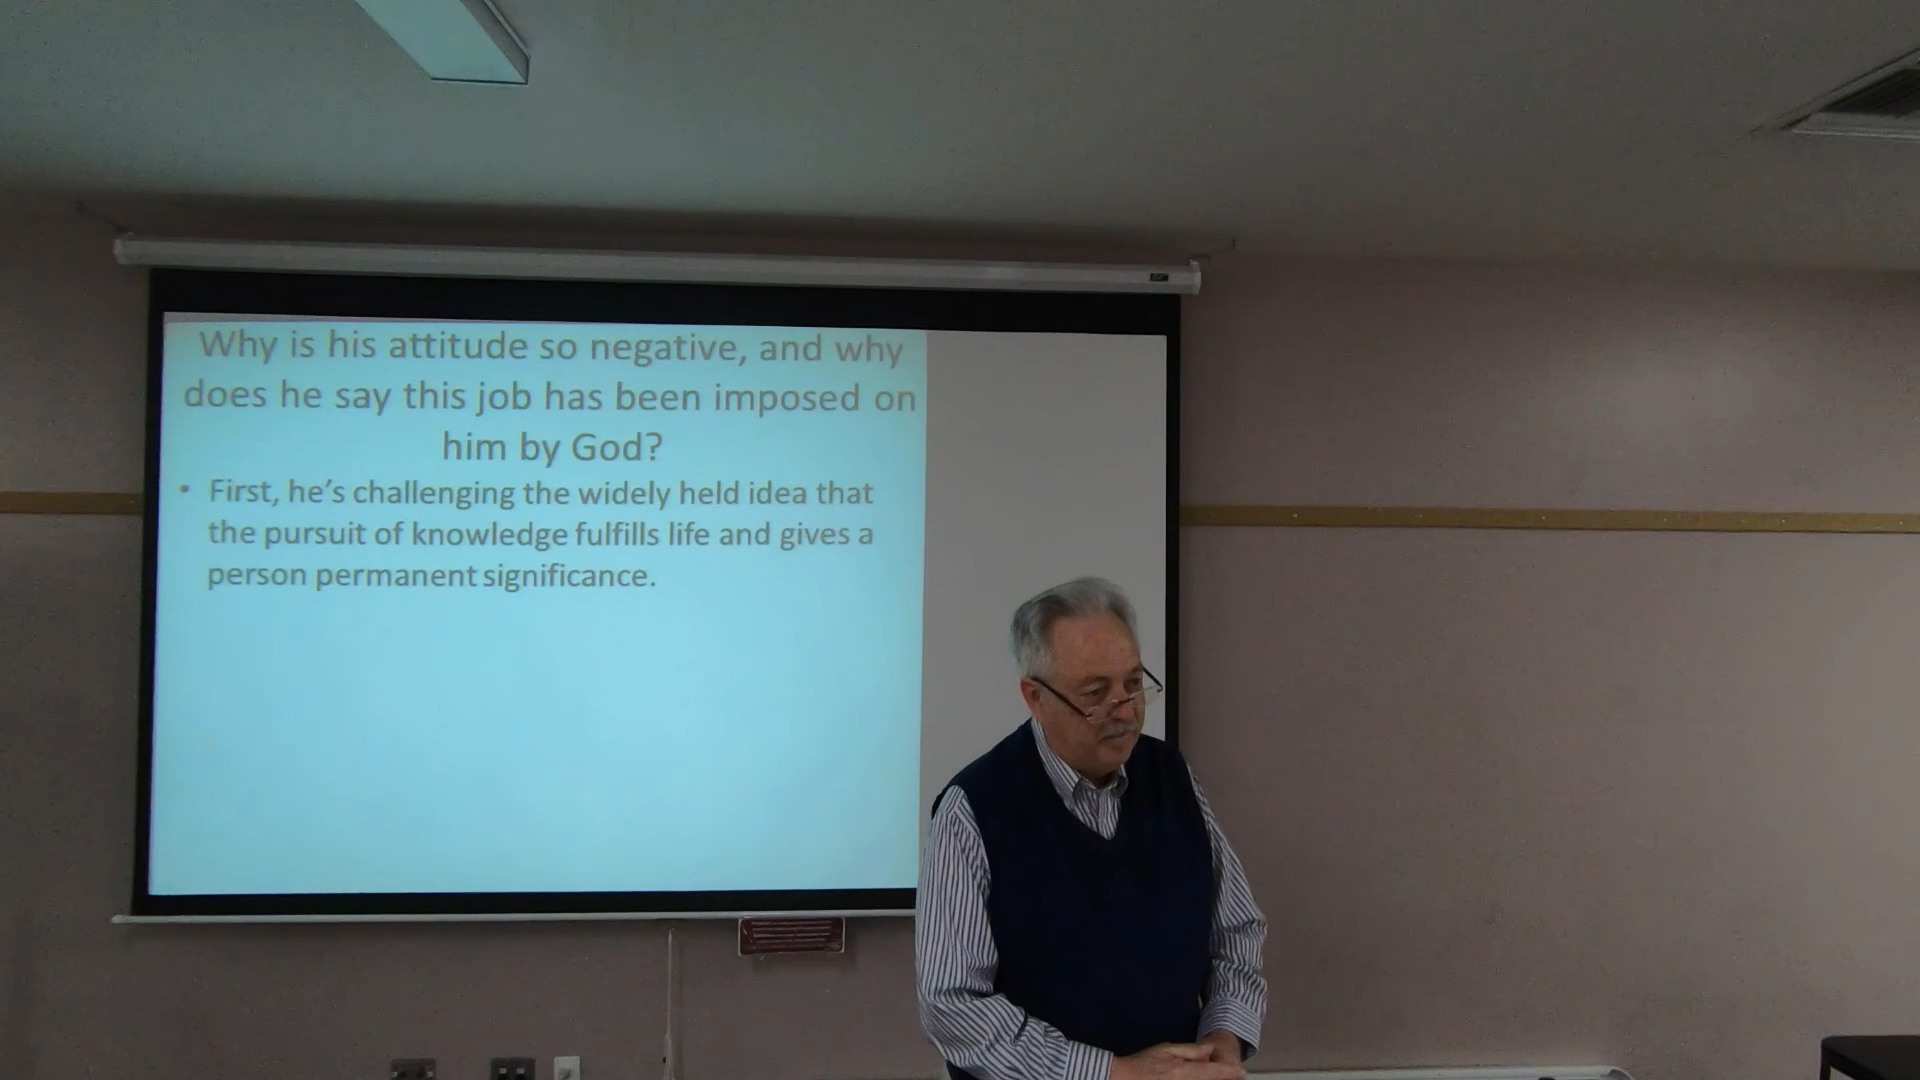 Why is his attitude so negative, and why
does he say this job has been imposed on
him by God?
• First, he's challenging the widely held idea that
the pursuit of knowledge fulfills life and gives a
person permanent significance.